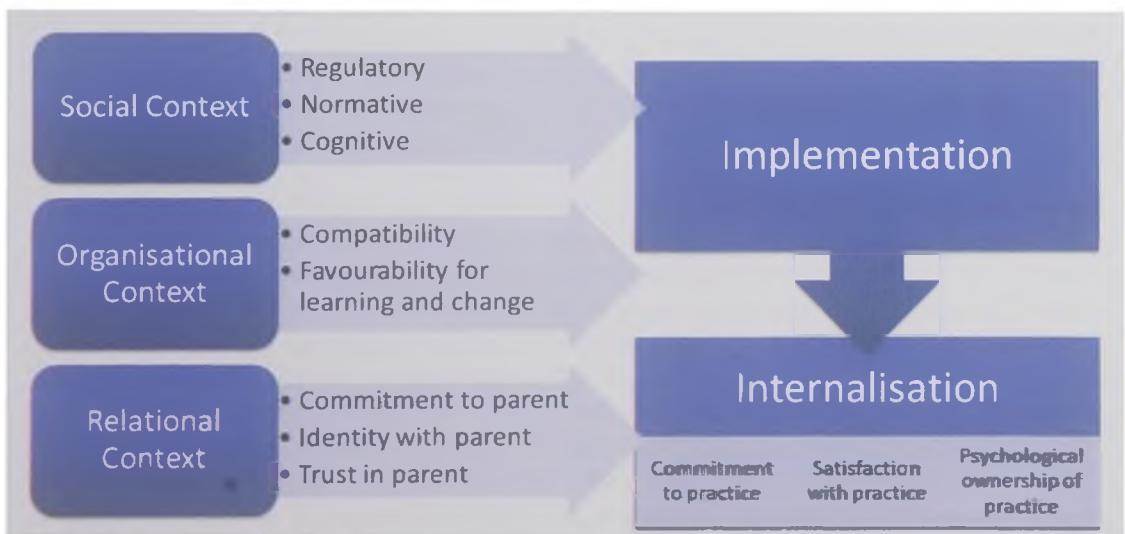 Social Context
• Regulatory
• Normative
• Cognitive
Organisational
Context
• Compatibility
• Favourability for
learning and change
Relational
Context
• Commitment to parent
• Identity with parent
• Trust in parent
Implementation
Internalisation
Commitment
to practice
Satisfaction
with practice
Psychological
ownership of
practice